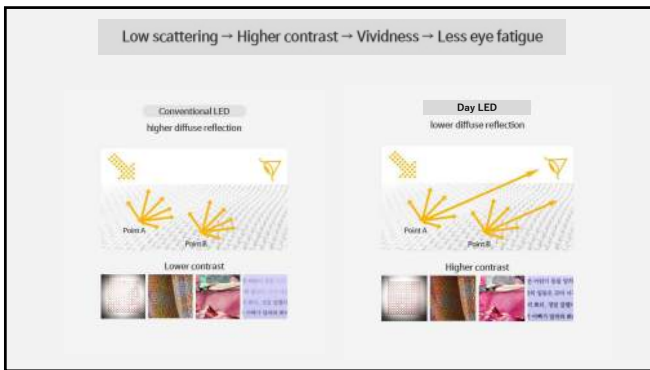 Low scattering → Higher contrast → Vividness → Less eye fatigue
Conventional LED
higher diffuse reflection
Point A
Point B
Lower contrast
Day LED
lower diffuse reflection
Point A
Point B
Higher contrast